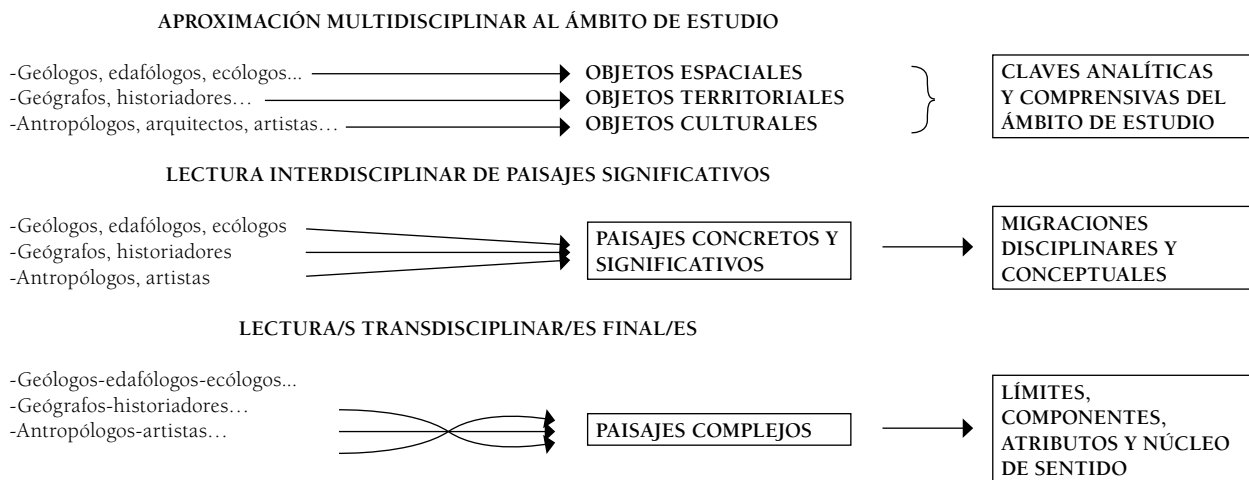 APROXIMACIÓN MULTIDISCIPLINAR AL ÁMBITO DE ESTUDIO
-Geólogos, edafólogos, ecólogos...
-Geógrafos, historiadores…
-Antropólogos, arquitectos, artistas…
OBJETOS ESPACIALES
OBJETOS TERRITORIALES
OBJETOS CULTURALES
CLAVES ANALÍTICAS
Y COMPRENSIVAS DEL
ÁMBITO DE ESTUDIO
LECTURA INTERDISCIPLINAR DE PAISAJES SIGNIFICATIVOS
-Geólogos, edafólogos, ecólogos
-Geógrafos, historiadores
-Antropólogos, artistas
PAISAJES CONCRETOS Y
SIGNIFICATIVOS
MIGRACIONES
DISCIPLINARES Y
CONCEPTUALES
LECTURA/S TRANSDISCIPLINAR/ES FINAL/ES
-Geólogos-edafólogos-ecólogos...
-Geógrafos-historiadores…
-Antropólogos-artistas…
PAISAJES COMPLEJOS
LÍMITES,
COMPONENTES,
ATRIBUTOS Y NÚCLEO
DE SENTIDO